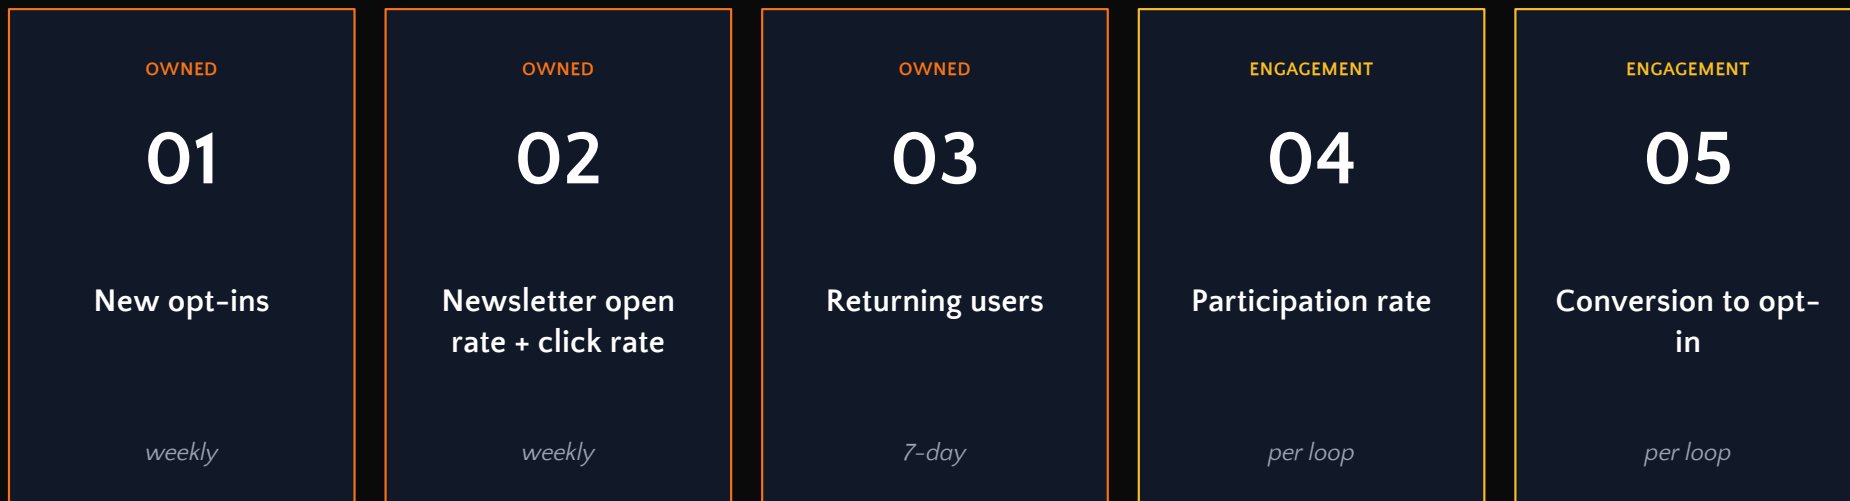 OWNED
01
New opt-ins
weekly
OWNED
02
Newsletter open
rate + click rate
weekly
OWNED
03
Returning users
7-day
ENGAGEMENT
04
Participation rate
per loop
ENGAGEMENT
05
Conversion to opt-
in
per loop